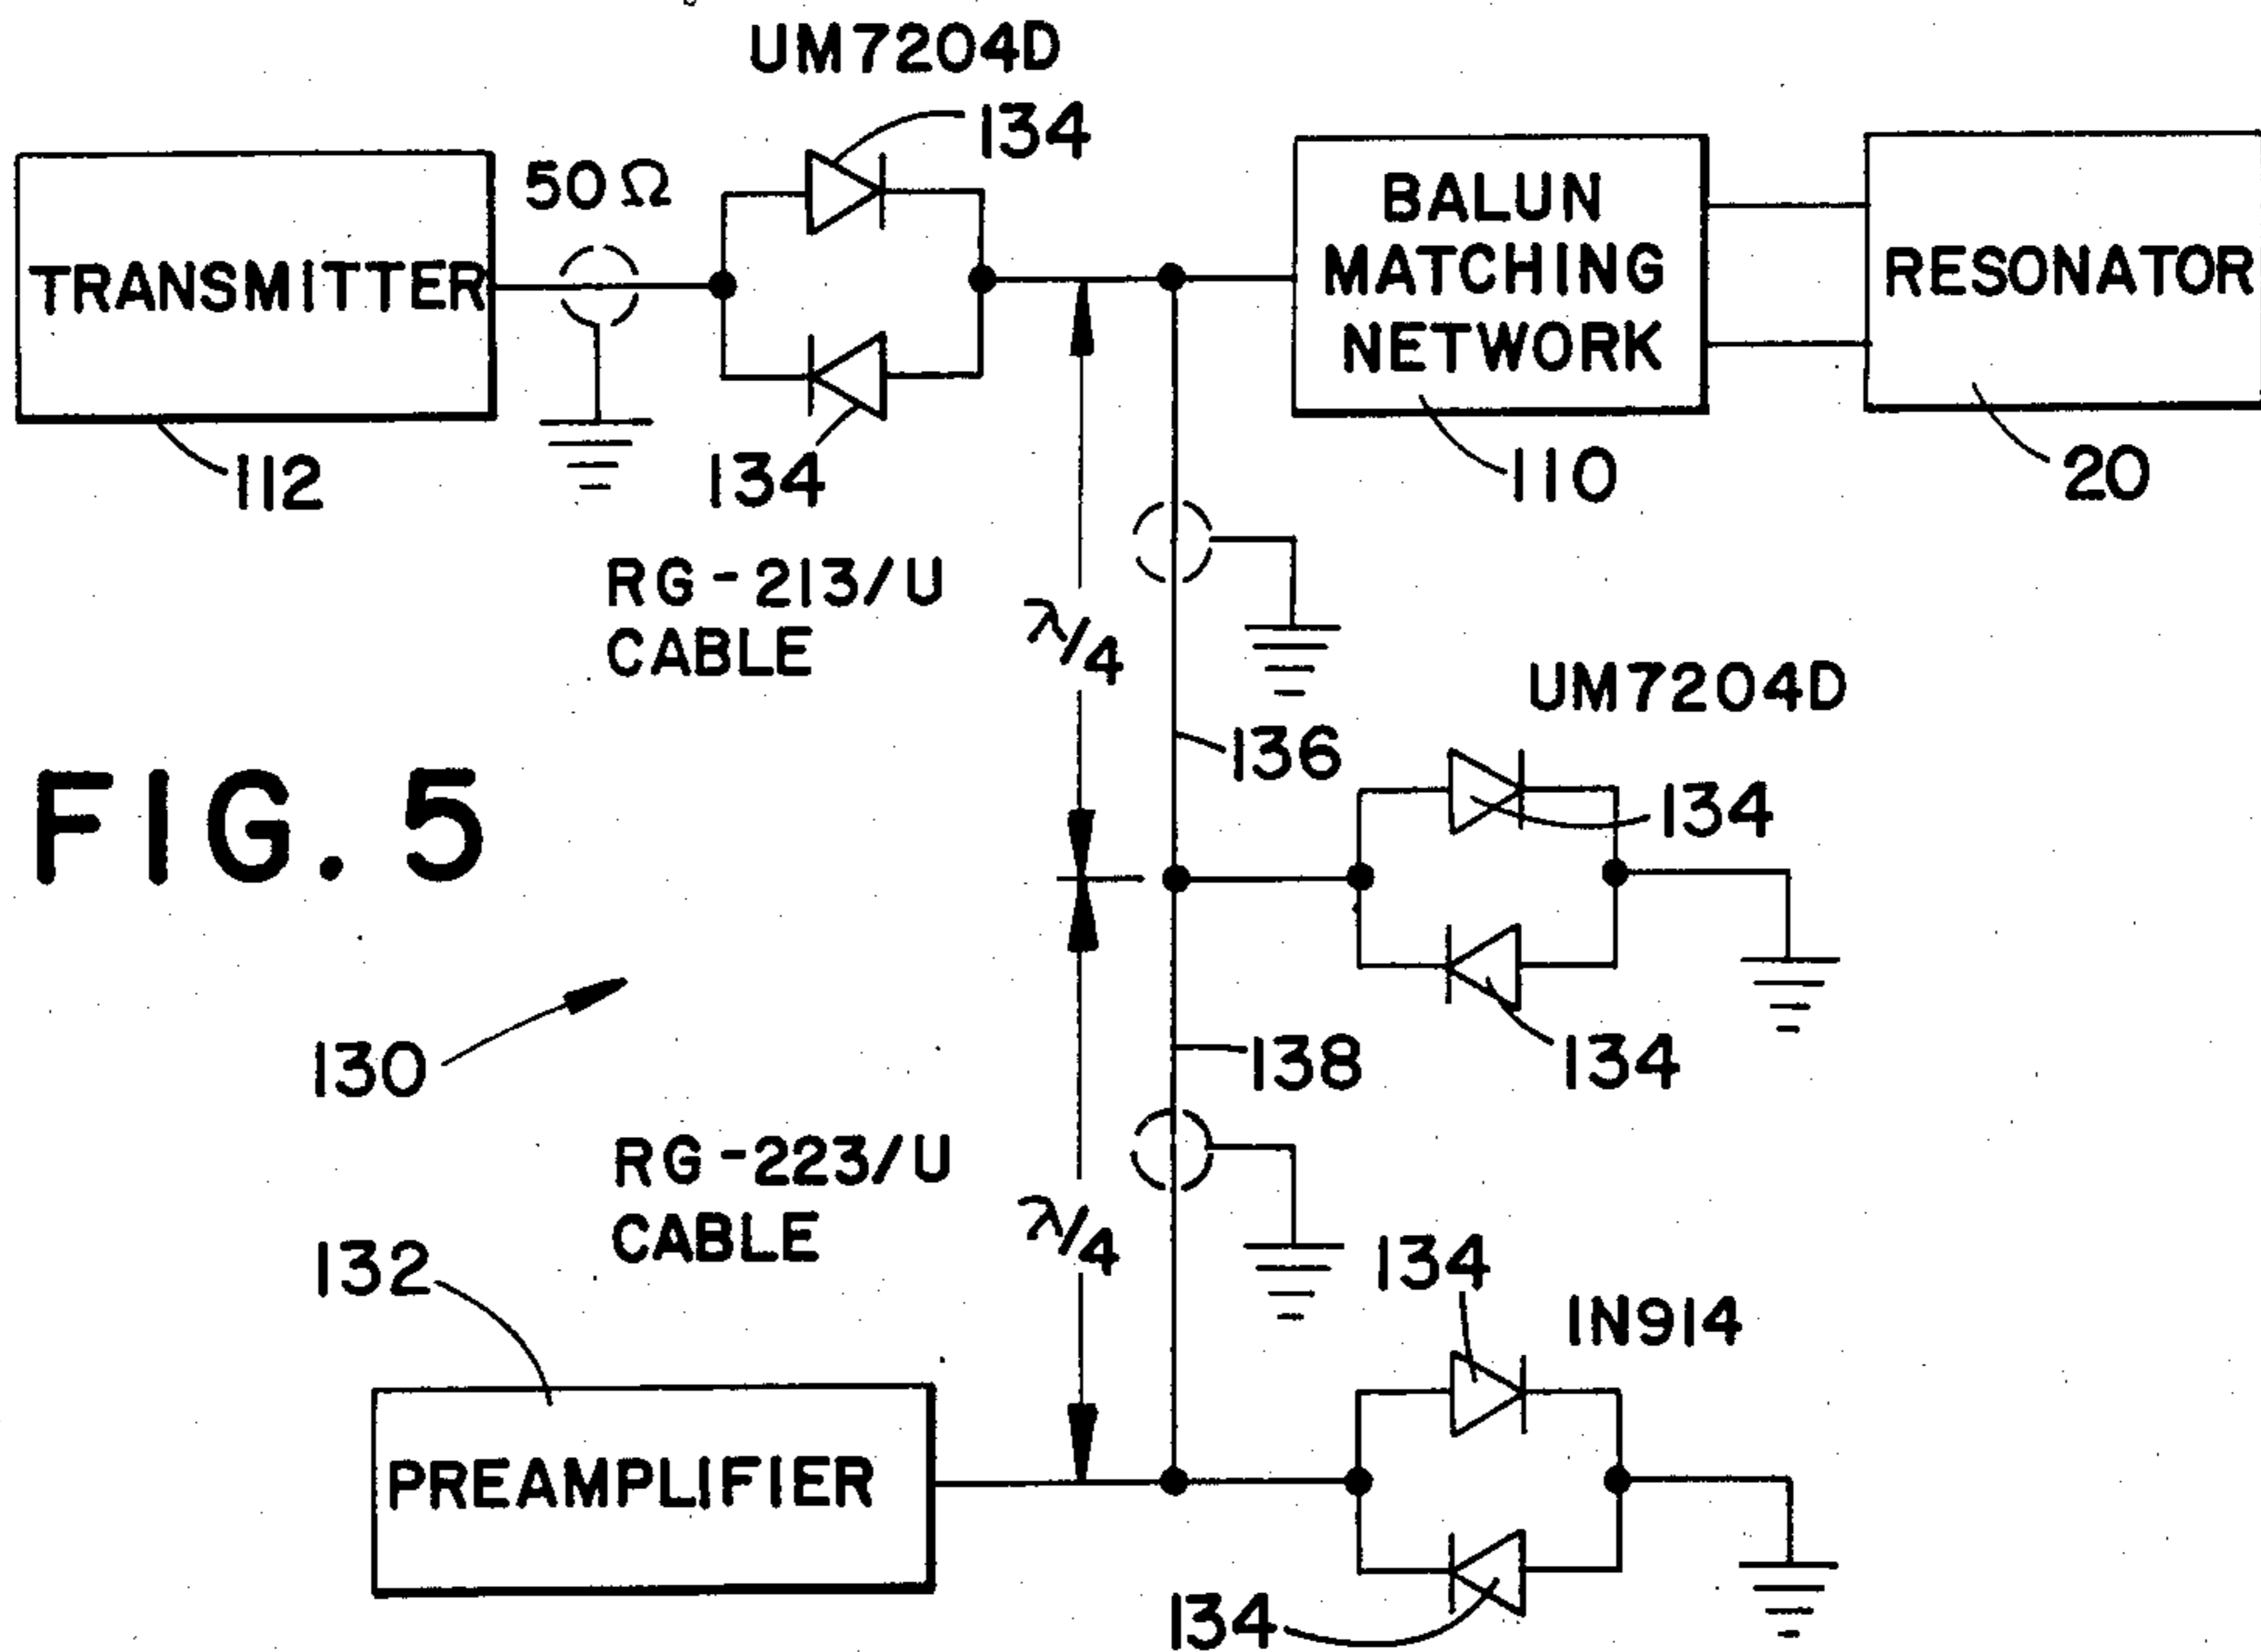 UM7204D
134
50Ω
TRANSMITTER
112
134
BALUN
MATCHING
NETWORK
110
RESONATOR
20
RG-213/U
CABLE
λ/4
136
UM7204D
134
134
FIG. 5
130
138
RG-223/U
CABLE
λ/4
132
PREAMPLIFIER
134
1N914
134